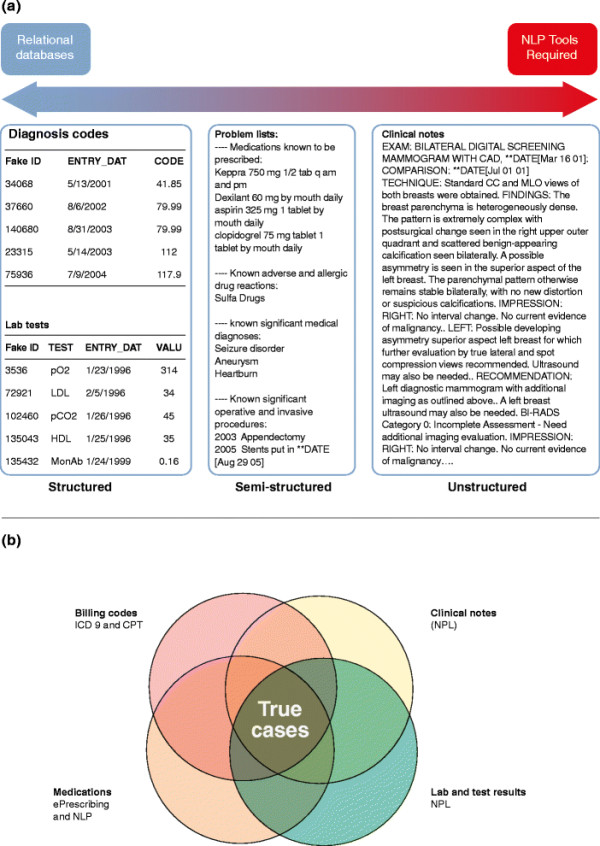 (a)
Relational
databases
NLP Tools
Required
Diagnosis codes
Fake ID ENTRY_DAT CODE
34068 5/13/2001 41.85
37660 8/6/2002 79.99
140680 8/31/2003 79.99
23315 5/14/2003 112
75936 7/9/2004 117.9
Lab tests
Fake ID TEST ENTRY_DAT VALU
3536 pO2 1/23/1996 314
72921 LDL 2/5/1996 34
102460 pCO2 1/26/1996 45
135043 HDL 1/25/1996 35
135432 MonAb 1/24/1999 0.16
Structured
Problem lists:
---- Medications known to be
prescribed:
Keppra 750 mg 1/2 tab q am
and pm
Dexilant 60 mg by mouth daily
aspirin 325 mg 1 tablet by
mouth daily
clopidogrel 75 mg tablet 1
tablet by mouth daily
---- Known adverse and allergic
drug reactions:
Sulfa Drugs
---- known significant medical
diagnoses:
Seizure disorder
Aneurysm
Heartburn
---- Known significant
operative and invasive
procedures:
2003 Appendectomy
2005 Stents put in **DATE
[Aug 29 05]
Semi-structured
Clinical notes
EXAM: BILATERAL DIGITAL SCREENING
MAMMOGRAM WITH CAD, **DATE[Mar 16 01]:
COMPARISON: **DATE[Jul 01 01]
TECHNIQUE: Standard CC and MLO views of
both breasts were obtained. FINDINGS: The
breast parenchyma is heterogeneously dense.
The pattern is extremely complex with
postsurgical change seen in the right upper outer
quadrant and scattered benign-appearing
calcification seen bilaterally. A possible
asymmetry is seen in the superior aspect of the
left breast. The parenchymal pattern otherwise
remains stable bilaterally, with no new distortion
or suspicious calcifications. IMPRESSION:
RIGHT: No interval change. No current evidence
of malignancy.. LEFT: Possible developing
asymmetry superior aspect left breast for which
further evaluation by true lateral and spot
compression views recommended. Ultrasound
may also be needed.. RECOMMENDATION:
Left diagnostic mammogram with additional
imaging as outlined above.. A left breast
ultrasound may also be needed. BI-RADS
Category 0: Incomplete Assessment - Need
additional imaging evaluation. IMPRESSION:
RIGHT: No interval change. No current evidence
of malignancy....
Unstructured
(b)
Billing codes
ICD 9 and CPT
Clinical notes
(NPL)
True
cases
Medications
ePrescribing
and NLP
Lab and test results
NPL